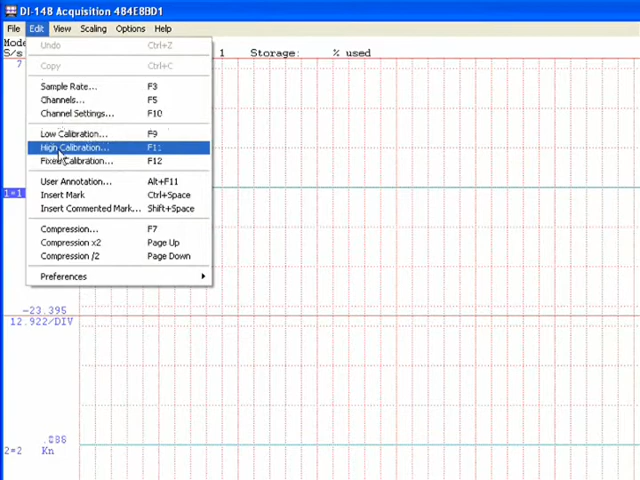 DI-148 Acquisition 484E8BD1
File Edit View Scaling Options Help
Mode
S/s 1 Storage: % used
7
Undo Ctrl+Z
Copy Ctrl+C
Sample Rate... F3
Channels... F5
Channel Settings... F10
Low Calibration... F9
High Calibration... F11
Fixed Calibration... F12
User Annotation... Alt+F11
Insert Mark Ctrl+Space
Insert Commented Mark... Shift+Space
Compression... F7
Compression x2 Page Up
Compression /2 Page Down
Preferences
1=1
-23.395
12.922/DIV
.086
2=2 Kn